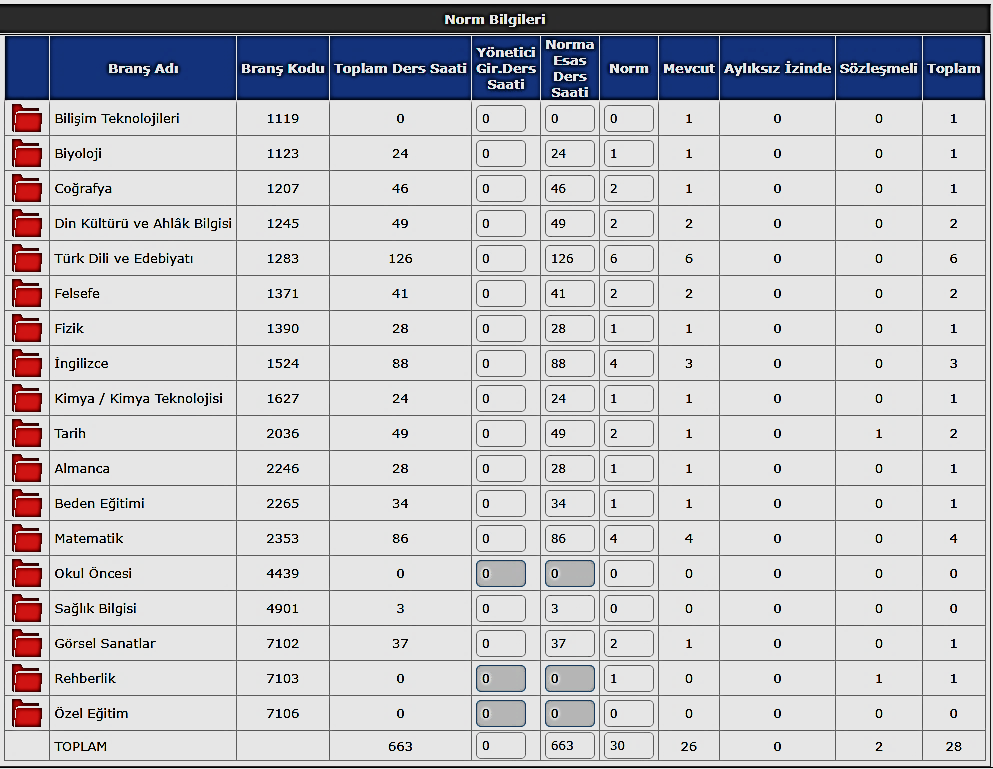 Norm Bilgileri
Branş Adı Branş Kodu Toplam Ders Saati Yönetici Gir.Ders Saati Norma Esas Ders Saati Norm Mevcut Aylıksız İzinde Sözleşmeli Toplam
Bilişim Teknolojileri 1119 0 0 0 0 1 0 0 1
Biyoloji 1123 24 0 24 1 1 0 0 1
Coğrafya 1207 46 0 46 2 1 0 0 1
Din Kültürü ve Ahlâk Bilgisi 1245 49 0 49 2 2 0 0 2
Türk Dili ve Edebiyatı 1283 126 0 126 6 6 0 0 6
Felsefe 1371 41 0 41 2 2 0 0 2
Fizik 1390 28 0 28 1 1 0 0 1
İngilizce 1524 88 0 88 4 3 0 0 3
Kimya / Kimya Teknolojisi 1627 24 0 24 1 1 0 0 1
Tarih 2036 49 0 49 2 1 0 1 2
Almanca 2246 28 0 28 1 1 0 0 1
Beden Eğitimi 2265 34 0 34 1 1 0 0 1
Matematik 2353 86 0 86 4 4 0 0 4
Okul Öncesi 4439 0 0 0 0 0 0 0 0
Sağlık Bilgisi 4901 3 0 3 0 0 0 0 0
Görsel Sanatlar 7102 37 0 37 2 1 0 0 1
Rehberlik 7103 0 0 0 1 0 0 1 1
Özel Eğitim 7106 0 0 0 0 0 0 0 0
TOPLAM 663 0 663 30 26 0 2 28